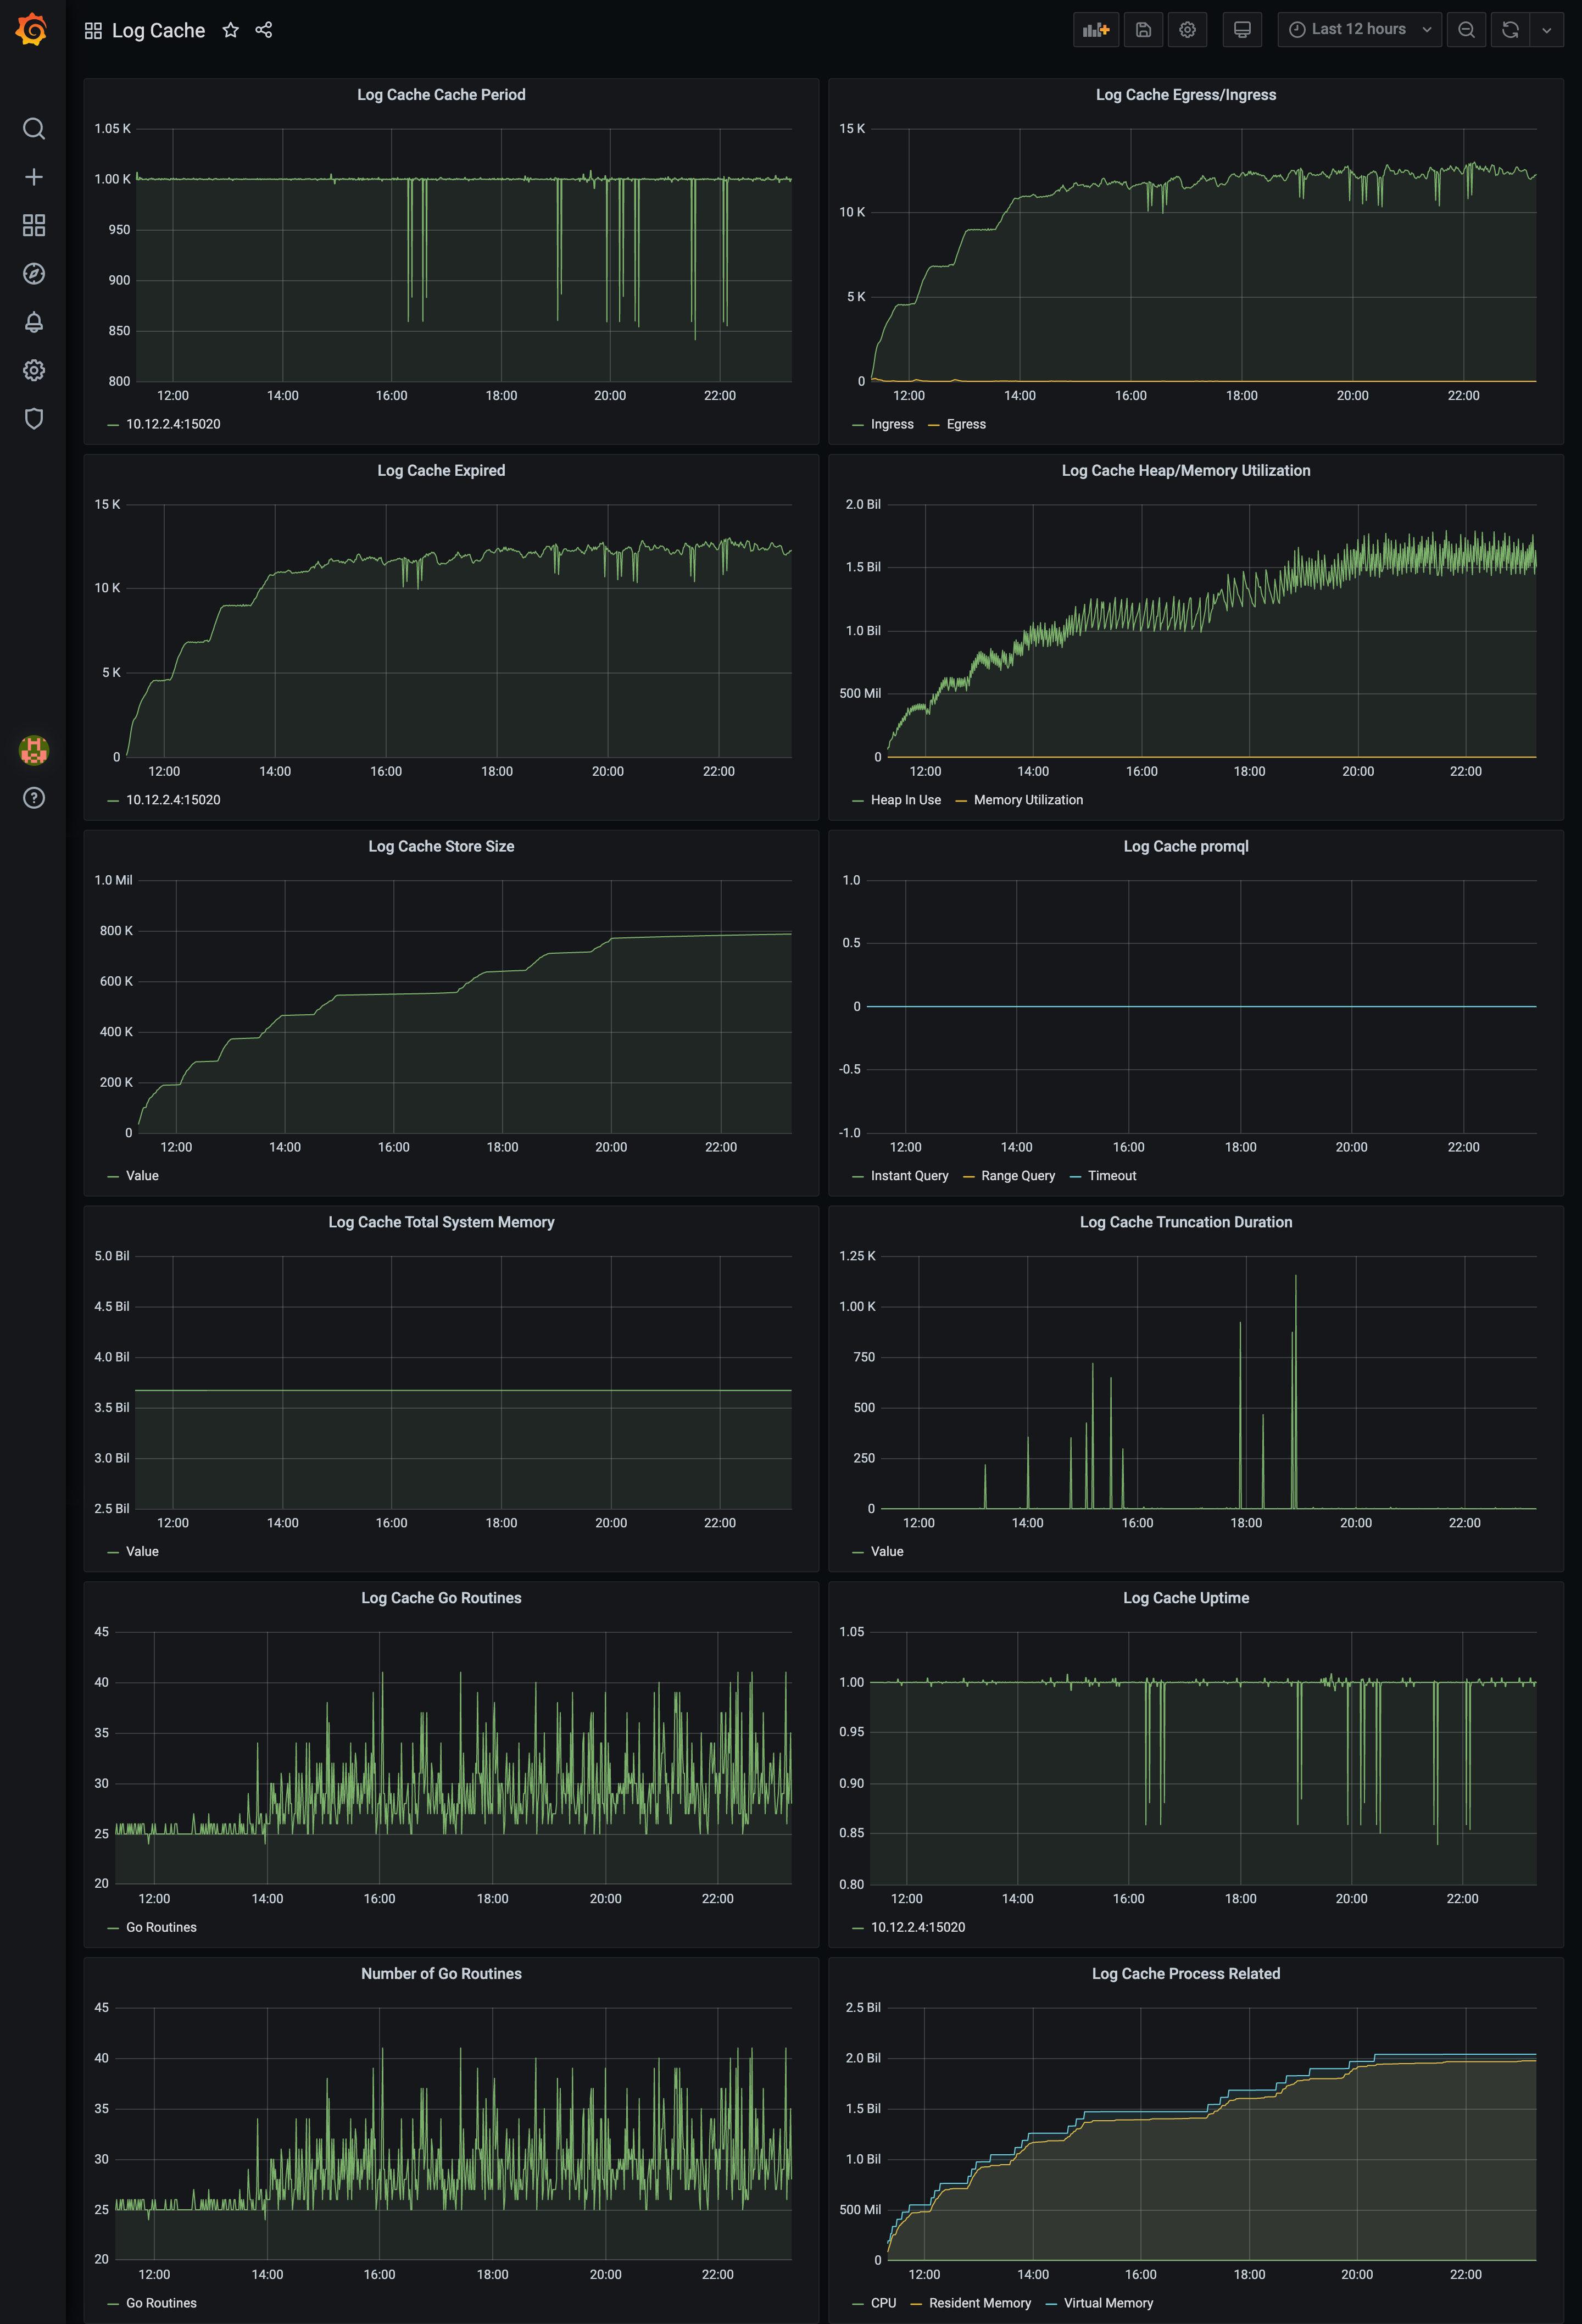 Log Cache
Last 12 hours
Log Cache Cache Period
1.05 K
1.00 K
950
900
850
800
12:00 14:00 16:00 18:00 20:00 22:00
10.12.2.4:15020
Log Cache Egress/Ingress
15 K
10 K
5 K
0
12:00 14:00 16:00 18:00 20:00 22:00
Ingress Egress
Log Cache Expired
15 K
10 K
5 K
0
12:00 14:00 16:00 18:00 20:00 22:00
10.12.2.4:15020
Log Cache Heap/Memory Utilization
2.0 Bil
1.5 Bil
1.0 Bil
500 Mil
0
12:00 14:00 16:00 18:00 20:00 22:00
Heap In Use Memory Utilization
Log Cache Store Size
1.0 Mil
800 K
600 K
400 K
200 K
0
12:00 14:00 16:00 18:00 20:00 22:00
Value
Log Cache promql
1.0
0.5
0
-0.5
-1.0
12:00 14:00 16:00 18:00 20:00 22:00
Instant Query Range Query Timeout
Log Cache Total System Memory
5.0 Bil
4.5 Bil
4.0 Bil
3.5 Bil
3.0 Bil
2.5 Bil
12:00 14:00 16:00 18:00 20:00 22:00
Value
Log Cache Truncation Duration
1.25 K
1.00 K
750
500
250
0
12:00 14:00 16:00 18:00 20:00 22:00
Value
Log Cache Go Routines
45
40
35
30
25
20
12:00 14:00 16:00 18:00 20:00 22:00
Go Routines
Log Cache Uptime
1.05
1.00
0.95
0.90
0.85
0.80
12:00 14:00 16:00 18:00 20:00 22:00
10.12.2.4:15020
Number of Go Routines
45
40
35
30
25
20
12:00 14:00 16:00 18:00 20:00 22:00
Go Routines
Log Cache Process Related
2.5 Bil
2.0 Bil
1.5 Bil
1.0 Bil
500 Mil
0
12:00 14:00 16:00 18:00 20:00 22:00
CPU Resident Memory Virtual Memory